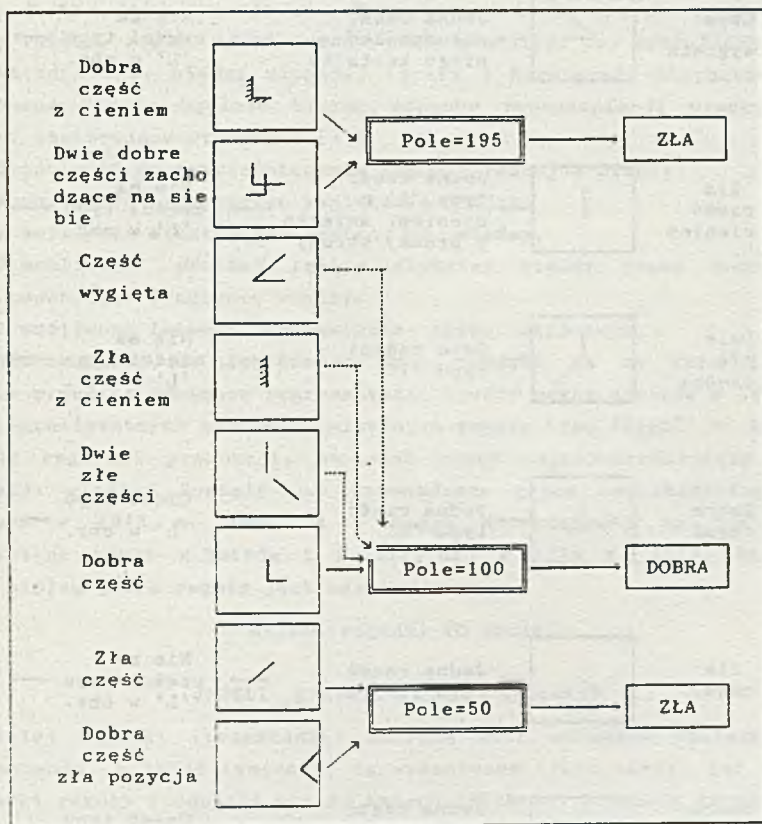 Dobra
część
z cieniem
Pole=195
ZŁA
Dwie dobre
części zacho
dzące na sie
bie
Część
wygięta
Zła
część
z cieniem
Dwie
złe
części
Dobra
część
Pole=100
DOBRA
Zła
część
Pole=50
ZŁA
Dobra
część
zła pozycja